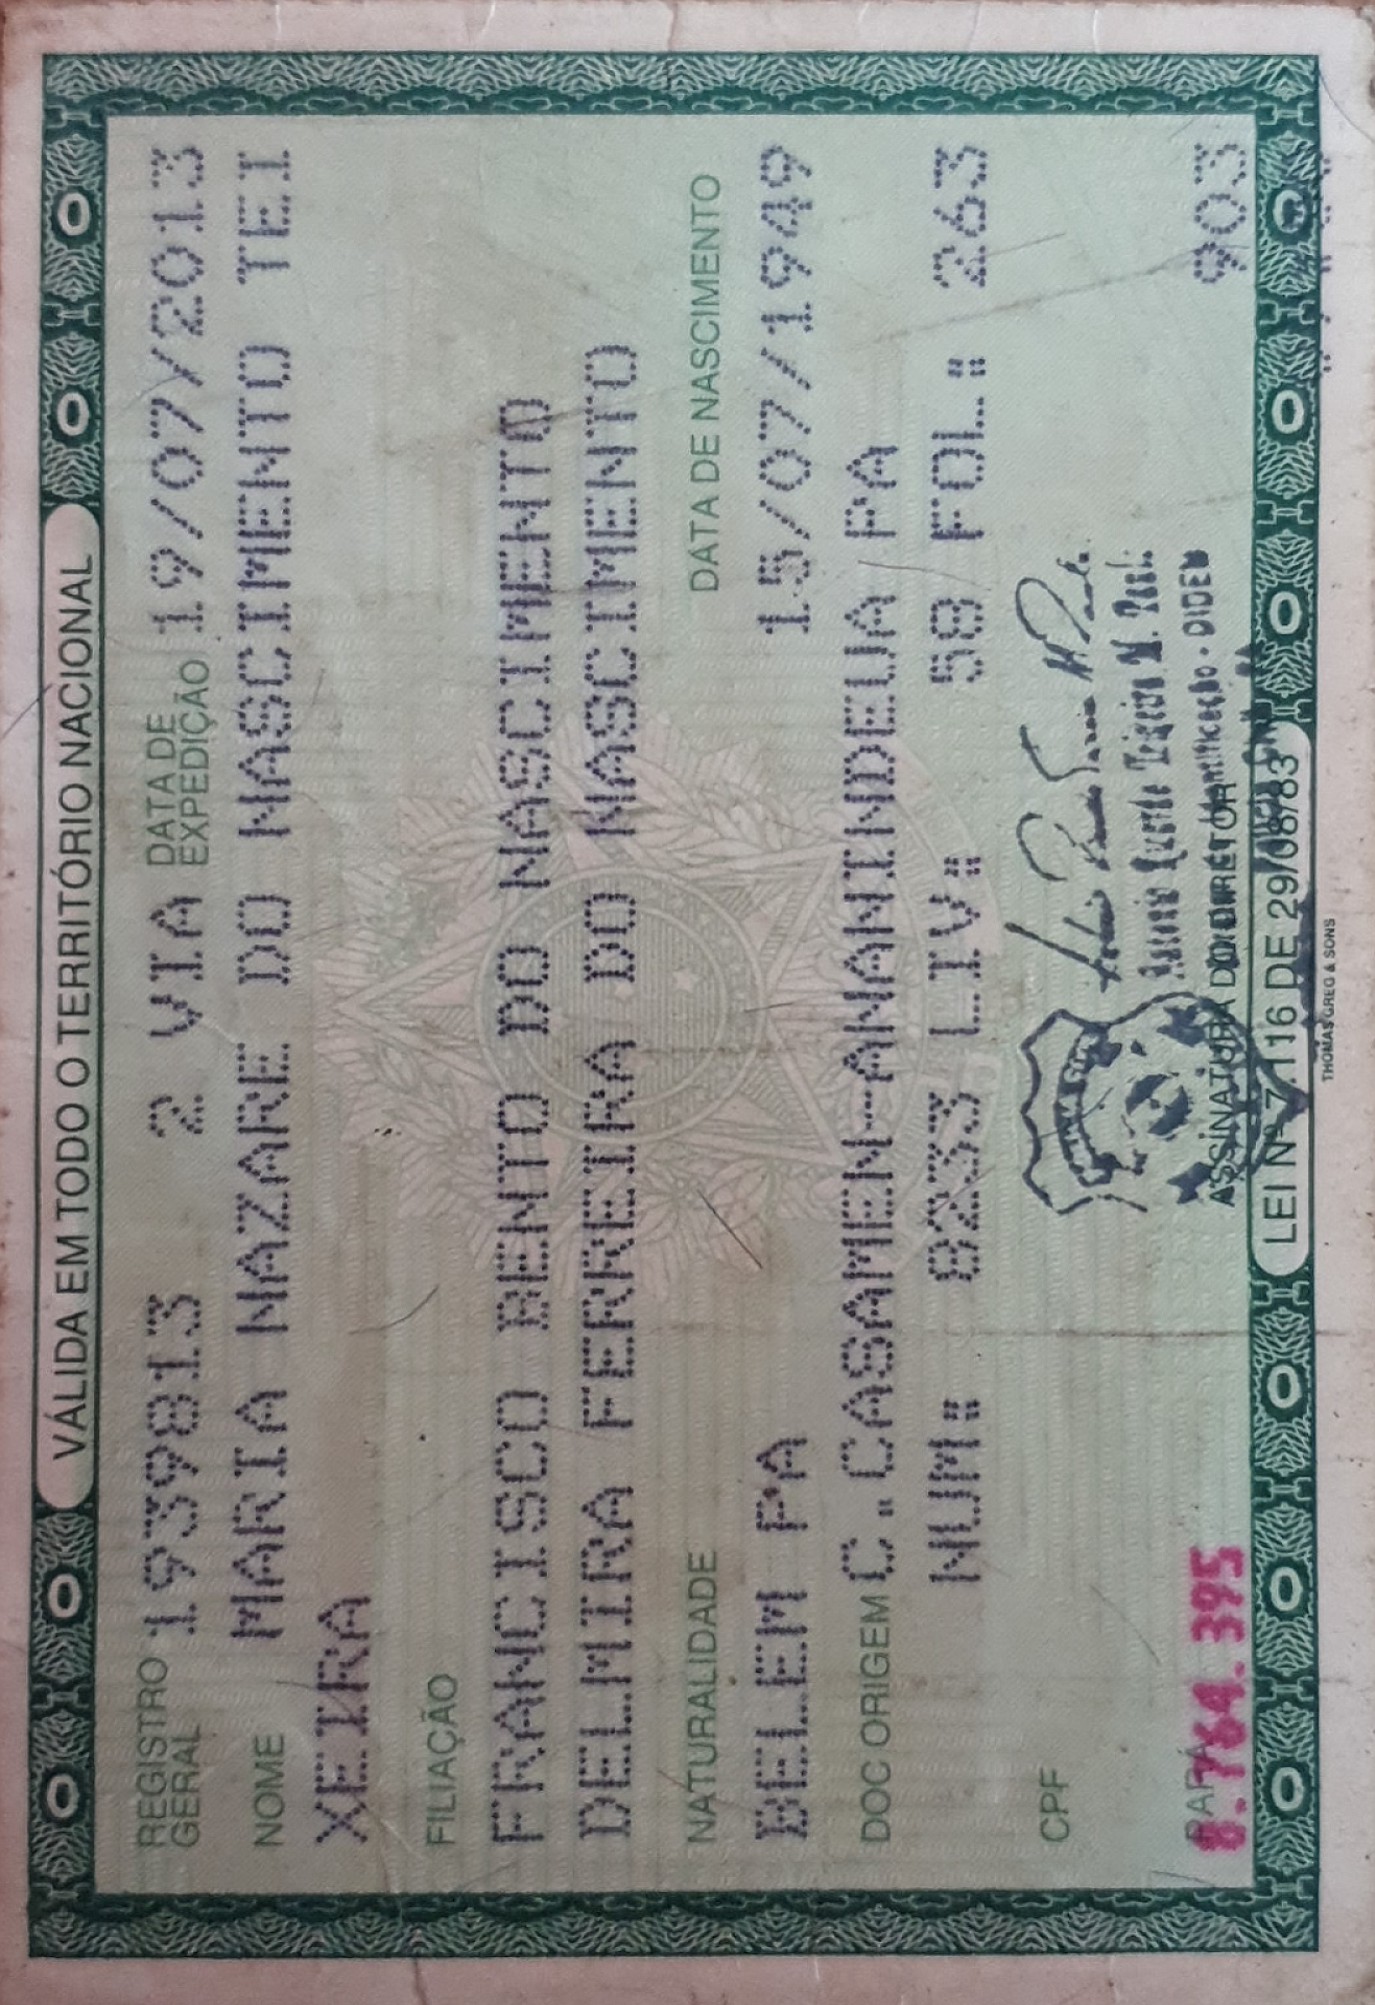 VÁLIDA EM TODO O TERRITÓRIO NACIONAL
REGISTRO GERAL 1939813 2 VIA DATA DE EXPEDIÇÃO 19/07/2013
NOME MARIA NAZARE DO NASCIMENTO TEI
XEIRA
FILIAÇÃO
FRANCISCO BENTO DO NASCIMENTO
DELMIRA FERREIRA DO NASCIMENTO
NATURALIDADE DATA DE NASCIMENTO
BELEM PA 15/07/1949
DOC ORIGEM C.CASAMEN-ANANINDEUA PA
NUM: 8233 LIV: 58 FOL: 263
CPF
PARÁ 903
8.764.395
ASSINATURA DO DIRETOR
LEI Nº 7.116 DE 29/08/83
THOMAS GREG & SONS